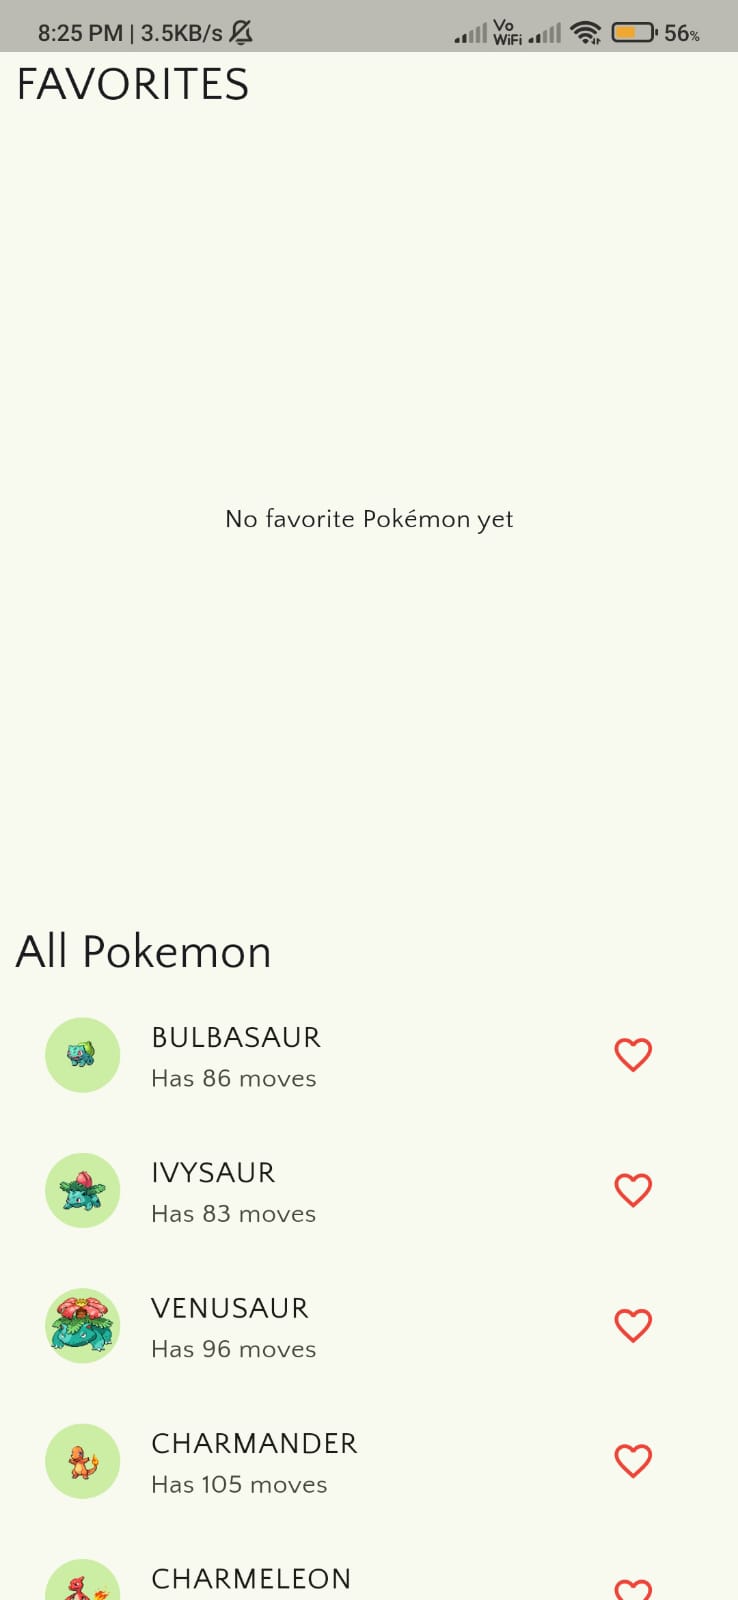 8:25 PM | 3.5KB/s Vo WiFi 56%
FAVORITES
No favorite Pokémon yet
All Pokemon
BULBASAUR
Has 86 moves
IVYSAUR
Has 83 moves
VENUSAUR
Has 96 moves
CHARMANDER
Has 105 moves
CHARMELEON